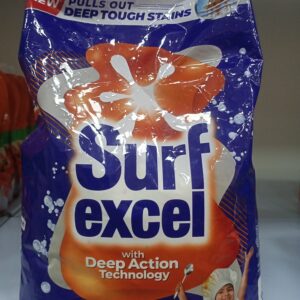 NEW
PULLS OUT
DEEP TOUGH STAINS
Surf
excel
with
Deep Action
Technology